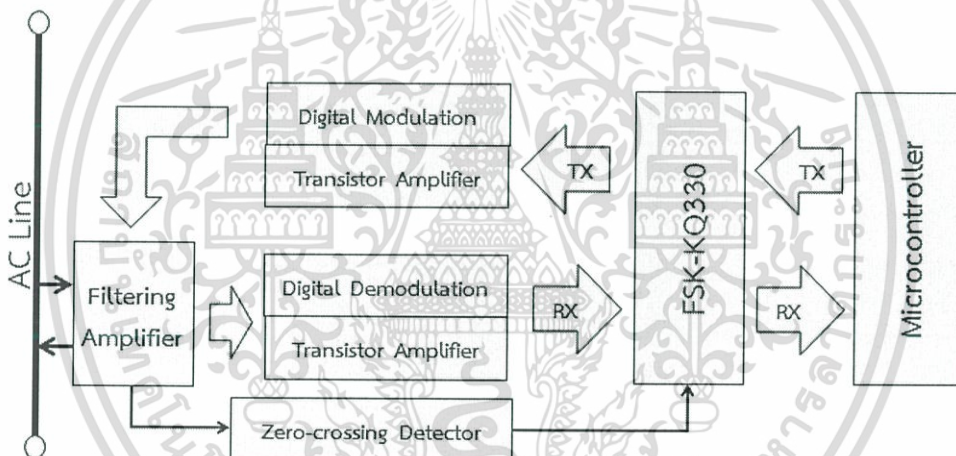 AC Line
Digital Modulation
Transistor Amplifier
TX
TX
FSK-KQ330
Microcontroller
Filtering
Amplifier
Digital Demodulation
Transistor Amplifier
RX
RX
Zero-crossing Detector